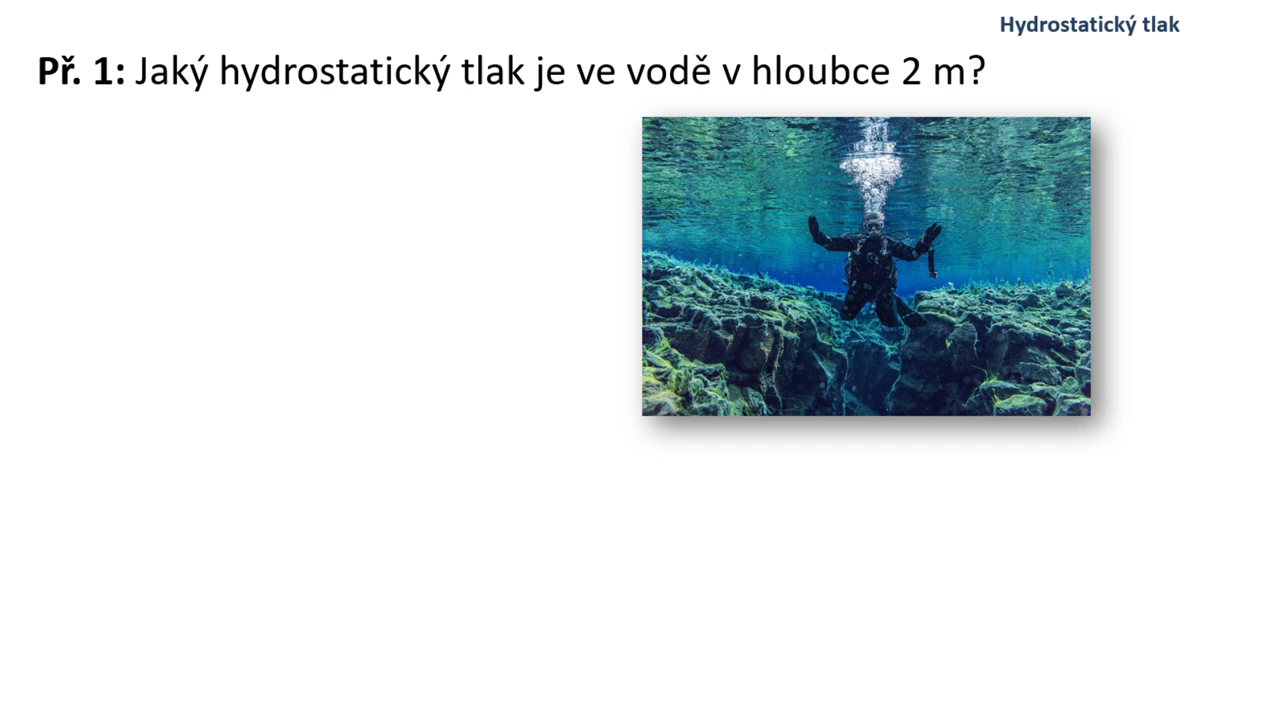 Hydrostatický tlak
Př. 1: Jaký hydrostatický tlak je ve vodě v hloubce 2 m?